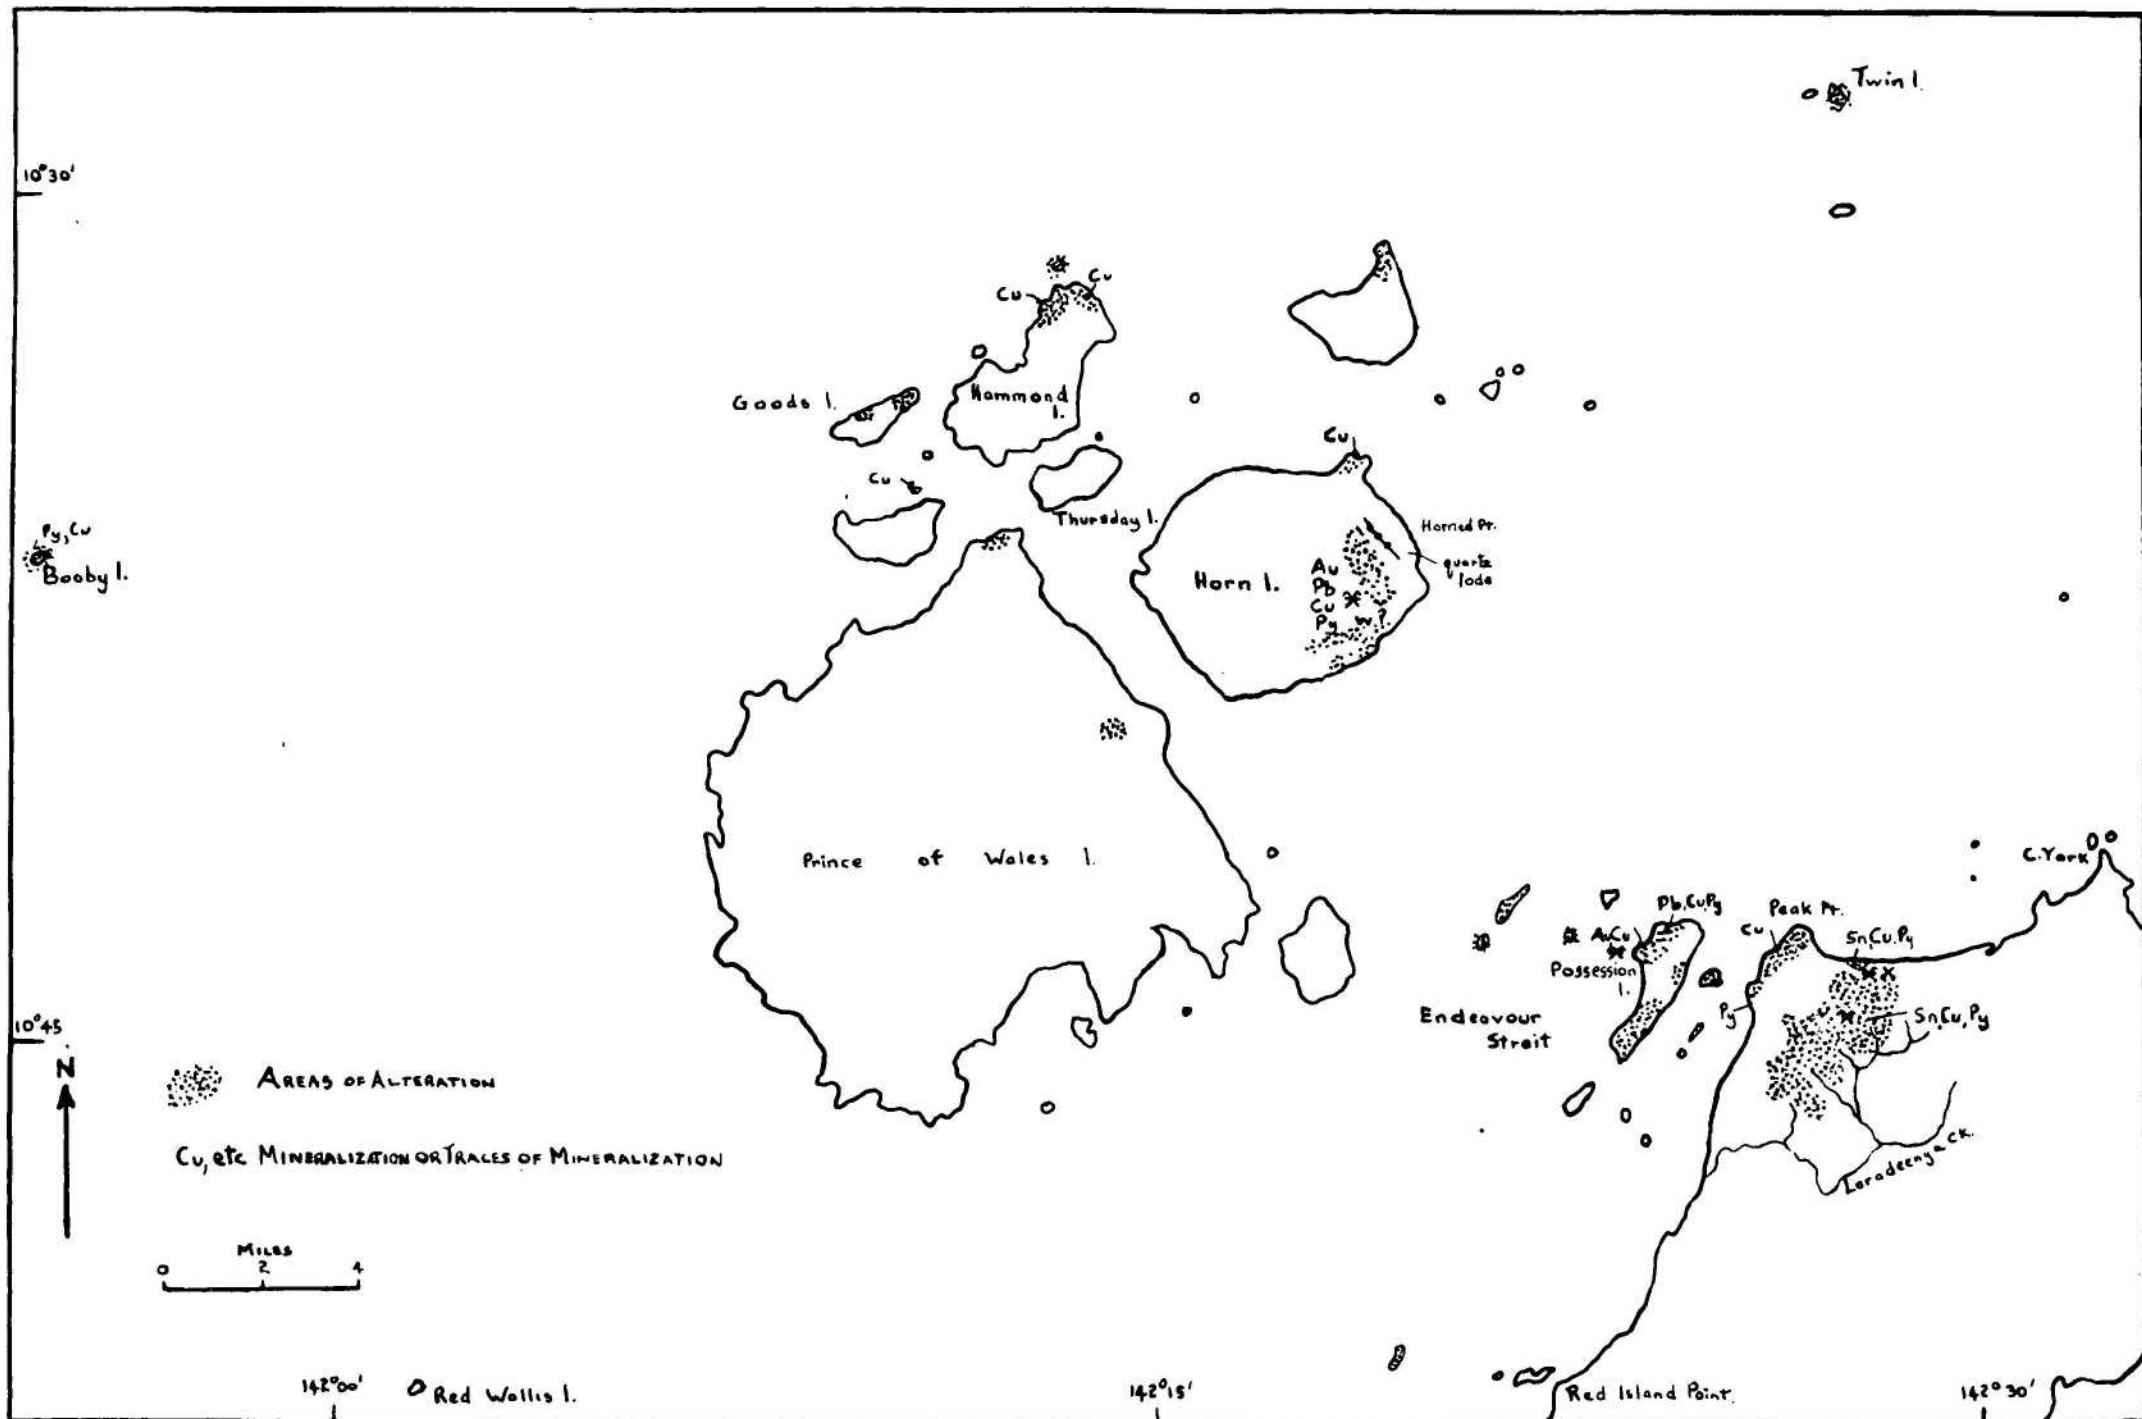 Twin I.
10°30'
Cu
Cu
Goods I.
Hammond
I.
Cu
Cu
Thursday I.
Horned Pt.
quartz
lode
Py, Cu
Booby I.
Horn I.
Au
Pb
Cu
Py W?
Prince of Wales I.
C. York
Pb, Cu, Py
Peak Pt.
Cu
Au Cu
Sn, Cu, Py
Possession
I.
Py
Sn, Cu, Py
Endeavour
Strait
10°45
N
AREAS OF ALTERATION
Cu, etc MINERALIZATION OR TRACES OF MINERALIZATION
Laradeenya Ck.
MILES
0 2 4
142°00'
Red Wallis I.
142°15'
Red Island Point.
142°30'